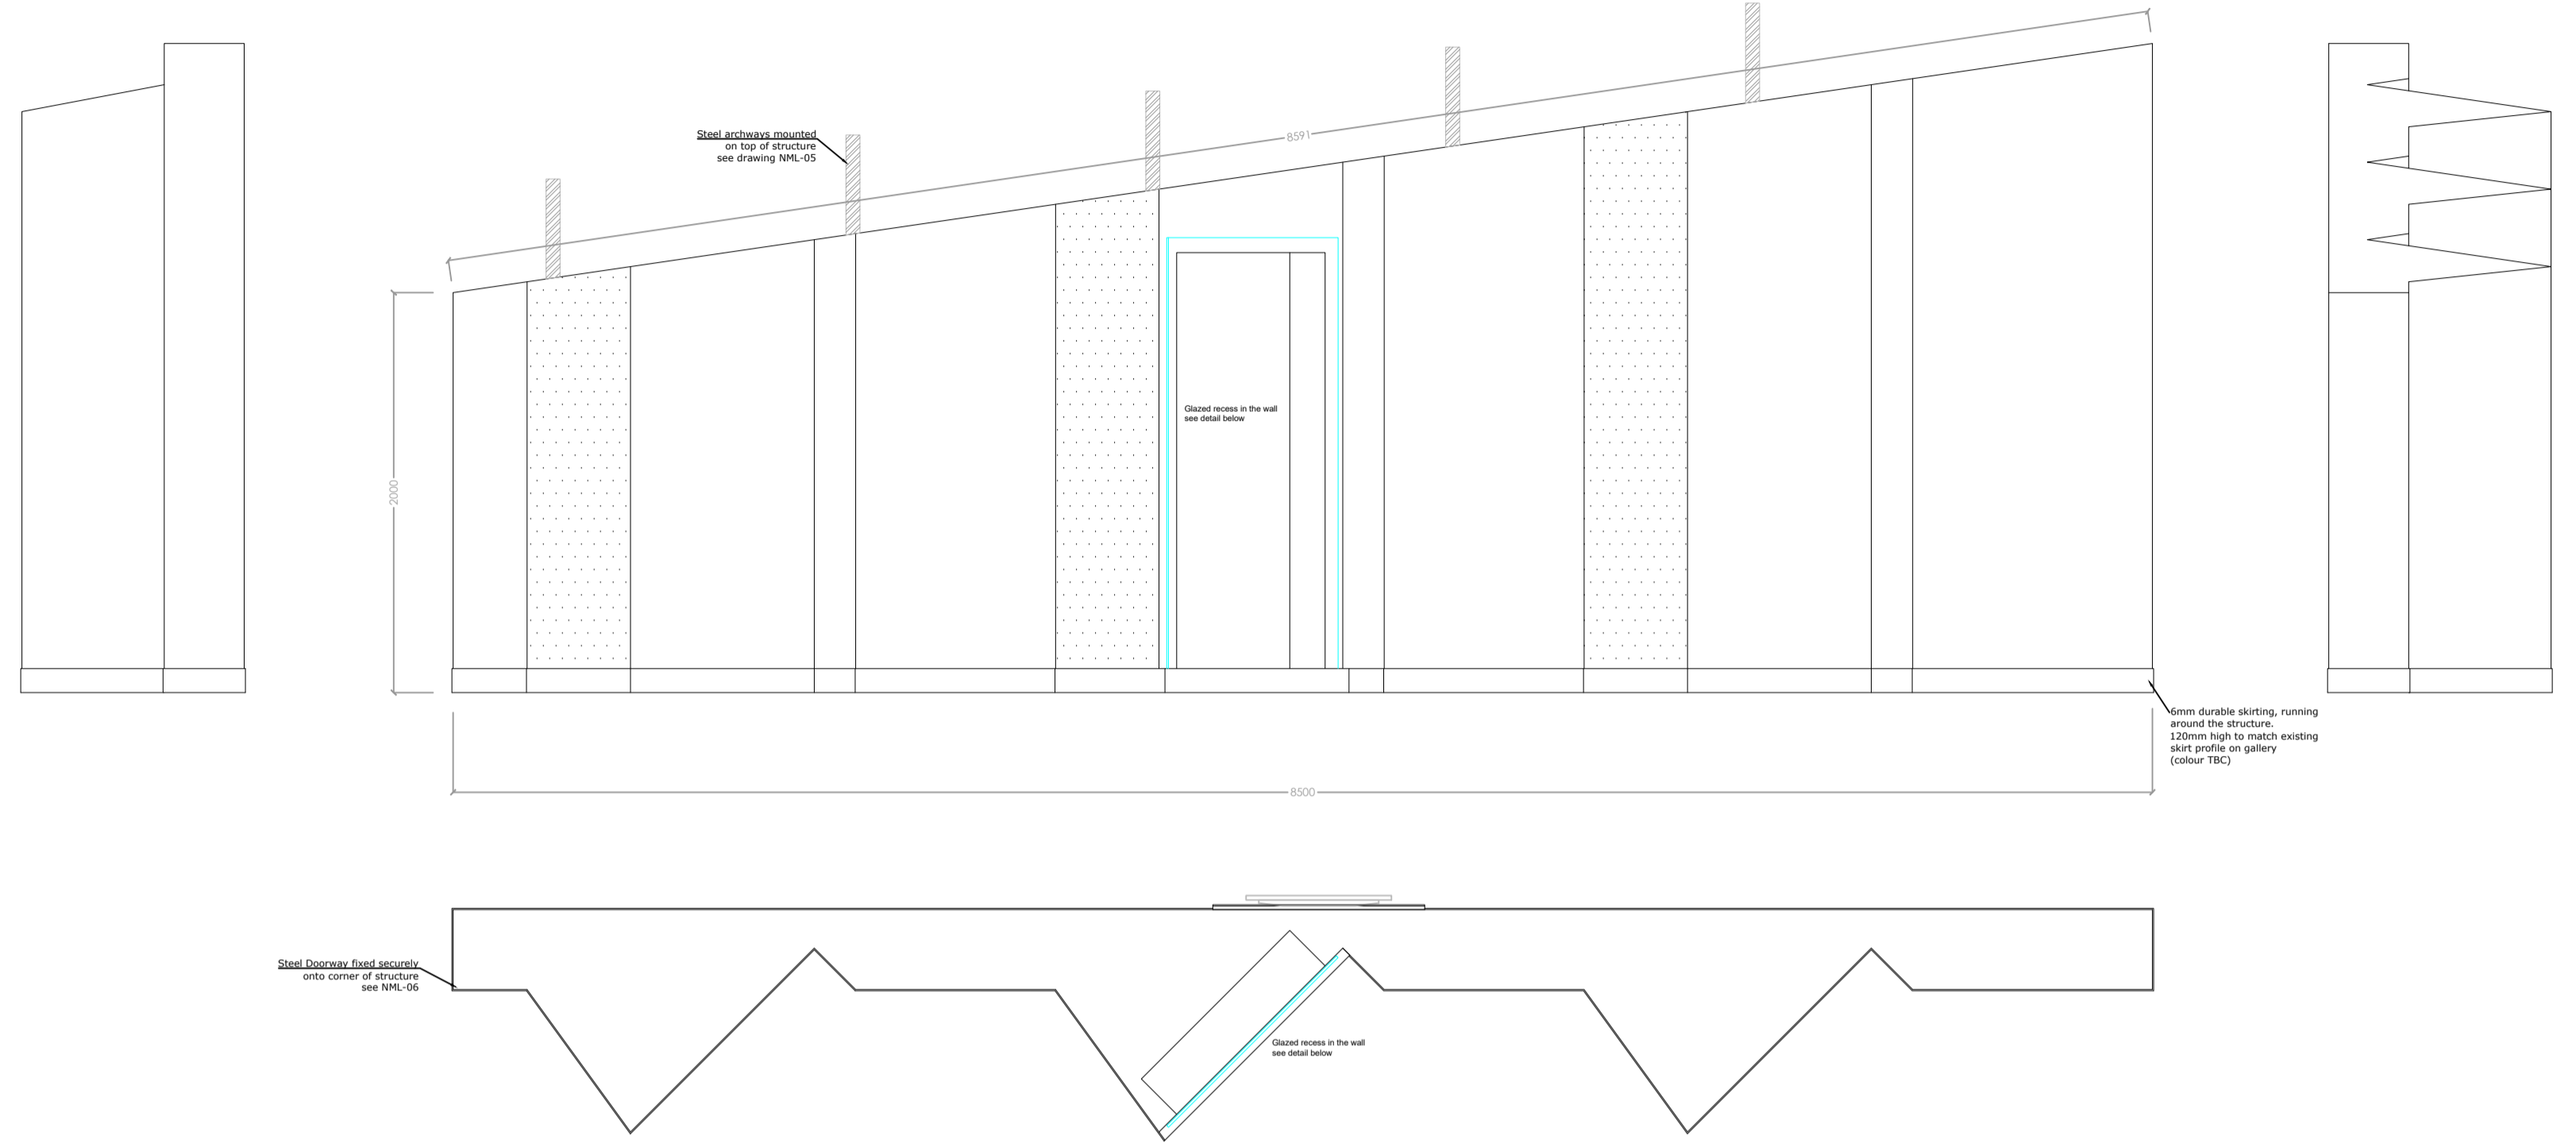 Steel archways mounted
on top of structure
see drawing NML-05
8591
2000
Glazed recess in the wall
see detail below
6mm durable skirting, running
around the structure.
120mm high to match existing
skirt profile on gallery
(colour TBC)
8500
Steel Doorway fixed securely
onto corner of structure
see NML-06
Glazed recess in the wall
see detail below